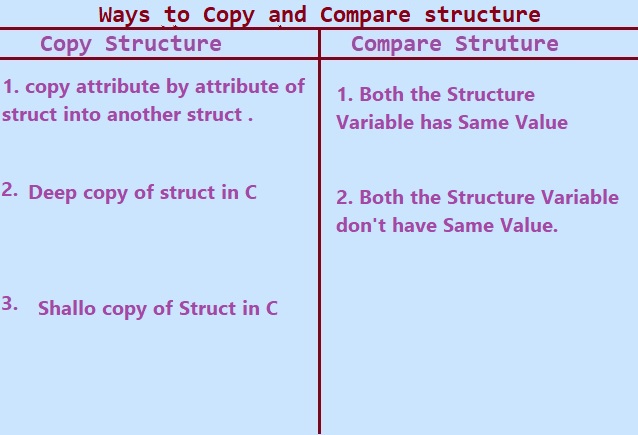 Ways to Copy and Compare structure
Copy Structure
Compare Struture
1. copy attribute by attribute of
struct into another struct .
2. Deep copy of struct in C
3. Shallo copy of Struct in C
1. Both the Structure
Variable has Same Value
2. Both the Structure Variable
don't have Same Value.